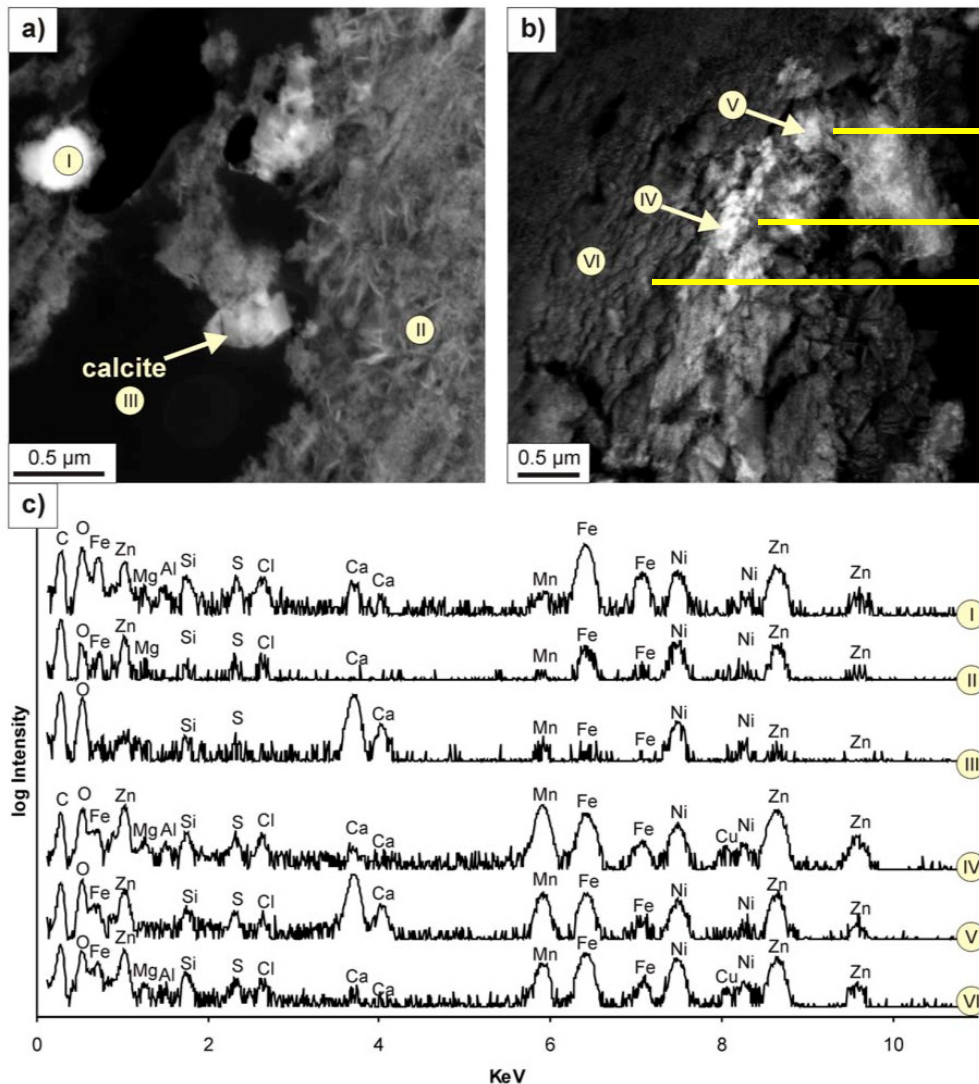 a)
I
II
calcite
III
0.5 µm
b)
V
IV
VI
0.5 µm
c)
C O Fe Zn Mg Al Si S Cl Ca Ca Mn Fe Fe Ni Ni Zn Zn I
O Fe Zn Mg Si S Ca Mn Fe Fe Ni Ni Zn Zn II
O Si S Ca Mn Fe Fe Ni Ni Zn Zn III
C O Fe Zn Mg Al Si S Cl Ca Ca Mn Fe Fe Ni Cu Ni Zn Zn IV
O Fe Zn Si S Cl Ca Mn Fe Fe Ni Ni Zn Zn V
O Fe Zn Mg Al Si S Cl Ca Ca Mn Fe Fe Ni Cu Ni Zn Zn VI
log Intensity
0 2 4 6 8 10
KeV